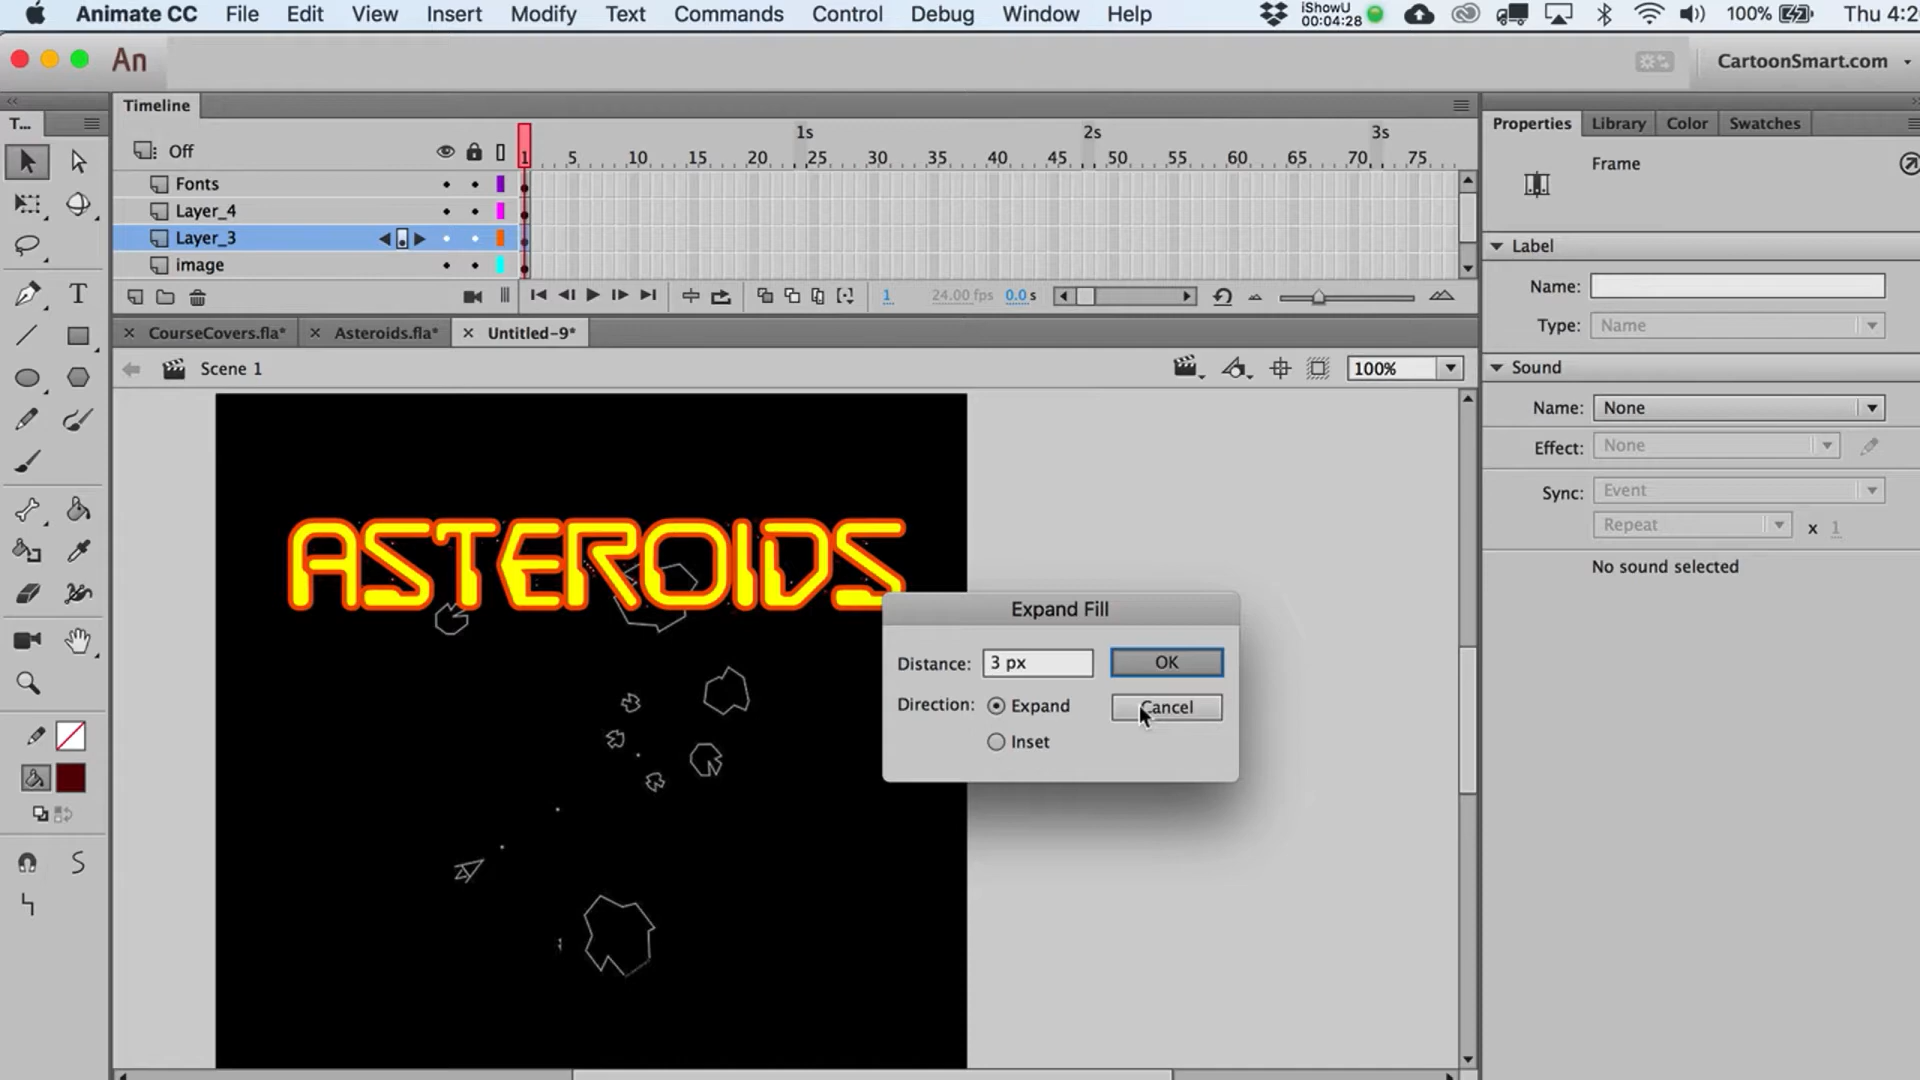 Animate CC File Edit View Insert Modify Text Commands Control Debug Window Help iShowU 00:04:28 100% Thu 4:2
An CartoonSmart.com
Timeline
T...
Properties Library Color Swatches
Off 1s 2s 3s
1 5 10 15 20 25 30 35 40 45 50 55 60 65 70 75
Frame
Fonts
Layer_4
Layer_3
image
Label
Name:
Type: Name
1 24.00 fps 0.0 s
T
CourseCovers.fla* Asteroids.fla* Untitled-9*
Scene 1 100%
Sound
Name: None
Effect: None
Sync: Event
Repeat x 1
No sound selected
ASTEROIDS
Expand Fill
Distance: 3 px OK
Direction: Expand Cancel
Inset